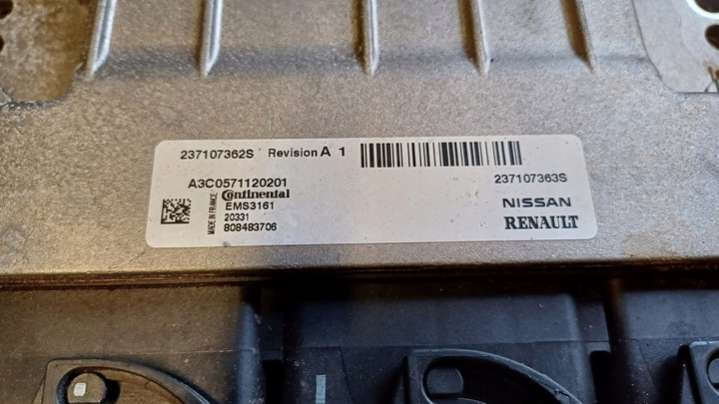 237107362S Revision A 1
237107363S
A3C0571120201
Continental
EMS3161
20331
808483706
MADE IN FRANCE
NISSAN
RENAULT